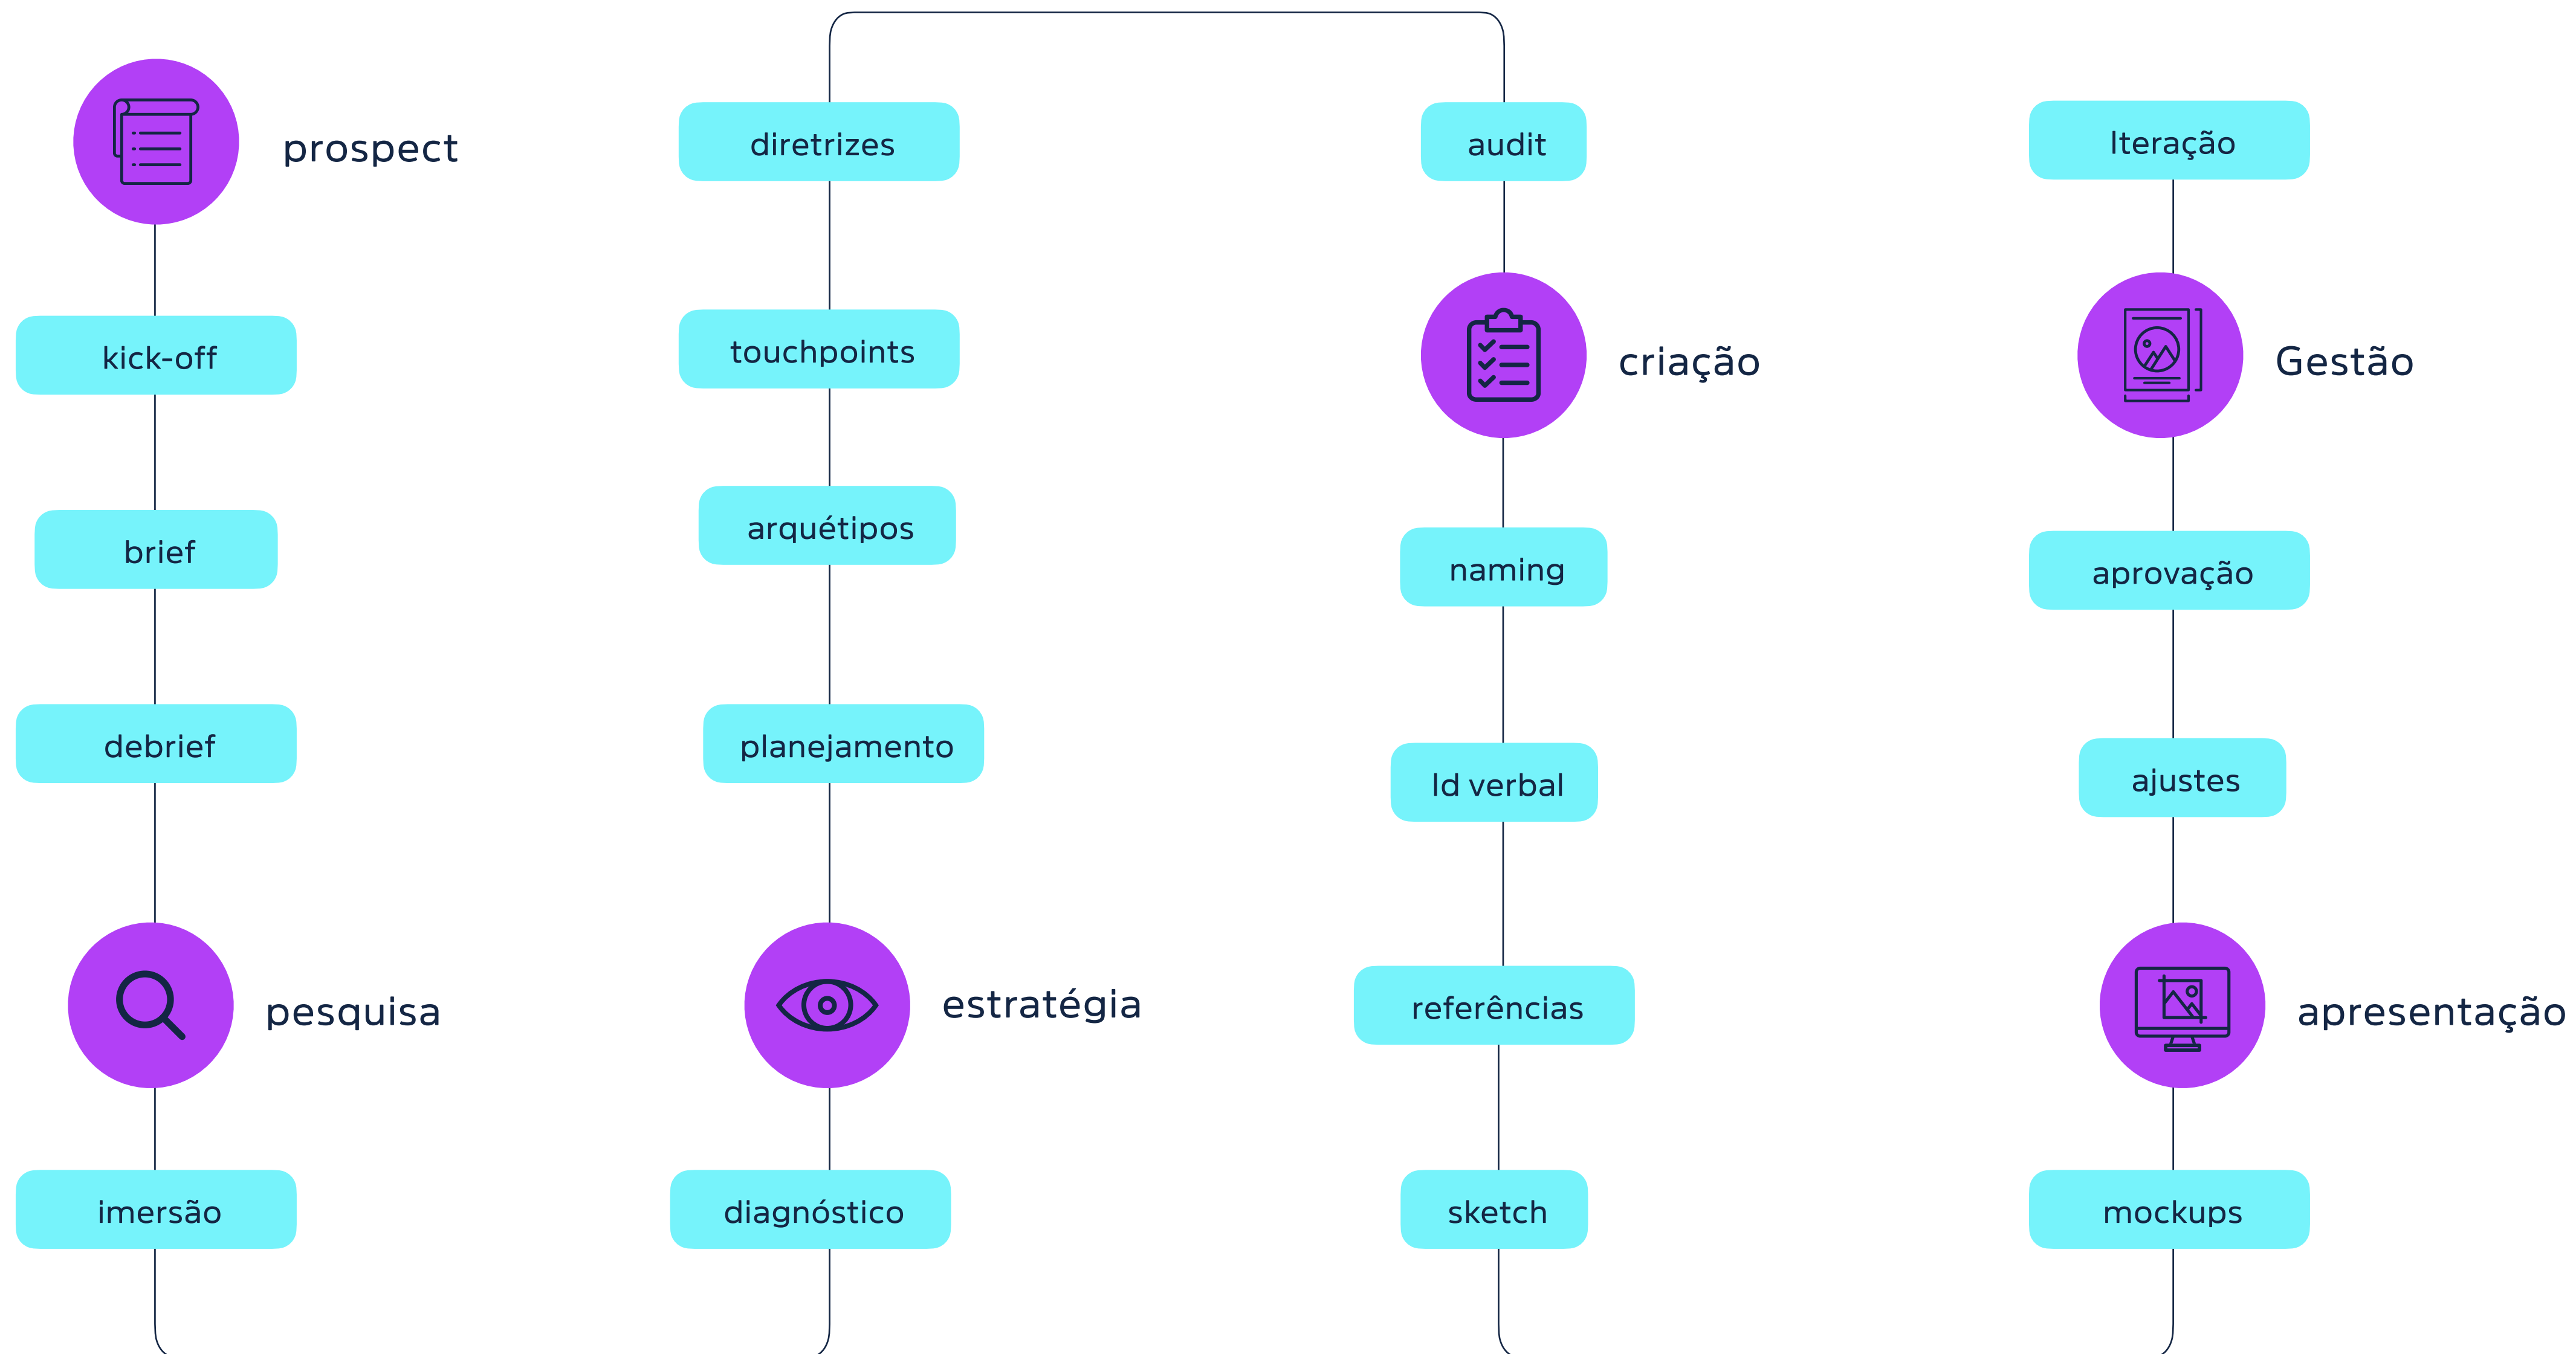 prospect
kick-off
brief
debrief
pesquisa
imersão
diagnóstico
estratégia
planejamento
arquétipos
touchpoints
diretrizes
audit
criação
naming
Id verbal
referências
sketch
mockups
apresentação
ajustes
aprovação
Gestão
Iteração